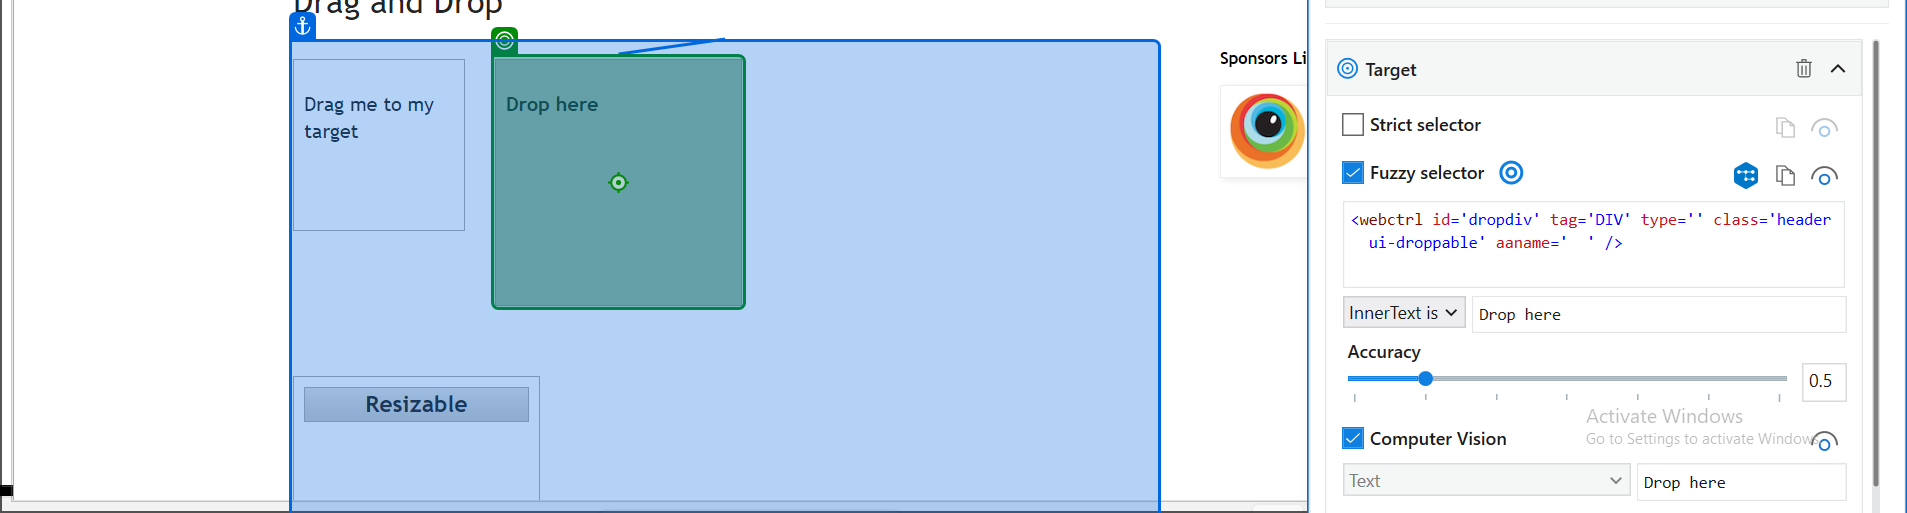 Drag and Drop
Drag me to my
target
Drop here
Resizable
Sponsors Li
Target
Strict selector
Fuzzy selector
<webctrl id='dropdiv' tag='DIV' type='' class='header
ui-droppable' aaname='  ' />
InnerText is
Drop here
Accuracy
0.5
Activate Windows
Go to Settings to activate Windows.
Computer Vision
Text
Drop here